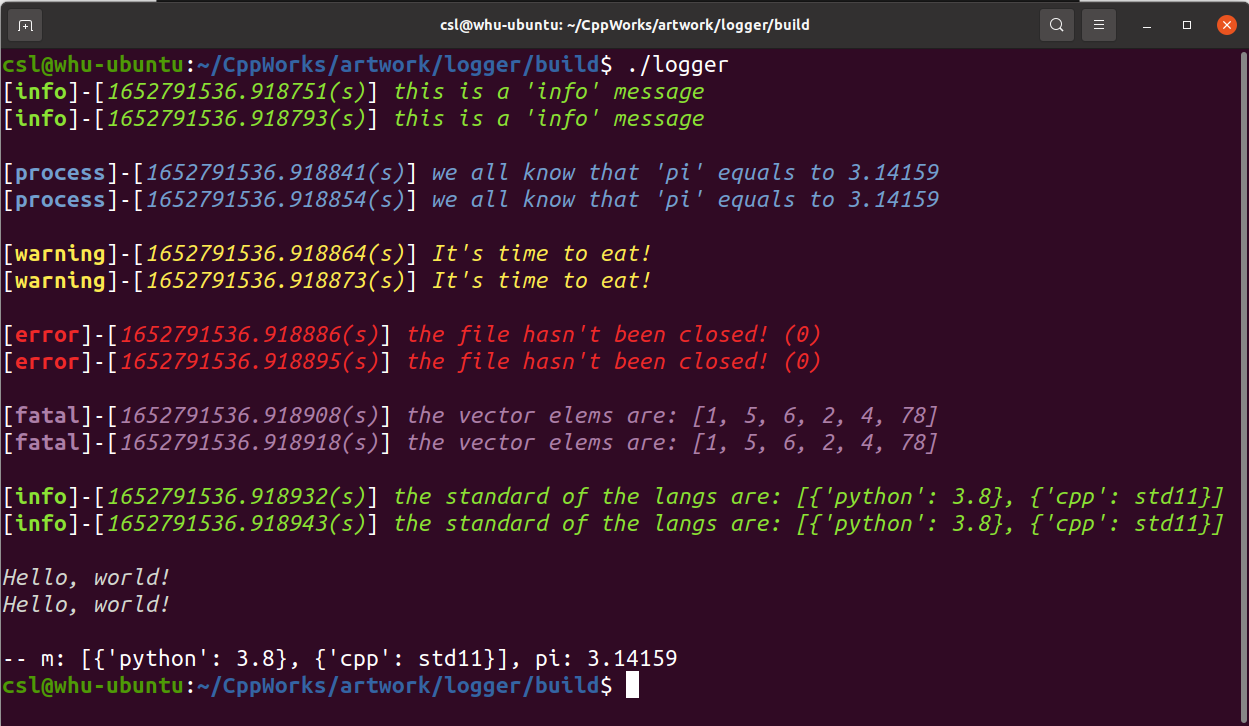 csl@whu-ubuntu: ~/CppWorks/artwork/logger/build
csl@whu-ubuntu:~/CppWorks/artwork/logger/build$ ./logger
[info]-[1652791536.918751(s)] this is a 'info' message
[info]-[1652791536.918793(s)] this is a 'info' message
[process]-[1652791536.918841(s)] we all know that 'pi' equals to 3.14159
[process]-[1652791536.918854(s)] we all know that 'pi' equals to 3.14159
[warning]-[1652791536.918864(s)] It's time to eat!
[warning]-[1652791536.918873(s)] It's time to eat!
[error]-[1652791536.918886(s)] the file hasn't been closed! (0)
[error]-[1652791536.918895(s)] the file hasn't been closed! (0)
[fatal]-[1652791536.918908(s)] the vector elems are: [1, 5, 6, 2, 4, 78]
[fatal]-[1652791536.918918(s)] the vector elems are: [1, 5, 6, 2, 4, 78]
[info]-[1652791536.918932(s)] the standard of the langs are: [{'python': 3.8}, {'cpp': std11}]
[info]-[1652791536.918943(s)] the standard of the langs are: [{'python': 3.8}, {'cpp': std11}]
Hello, world!
Hello, world!
-- m: [{'python': 3.8}, {'cpp': std11}], pi: 3.14159
csl@whu-ubuntu:~/CppWorks/artwork/logger/build$